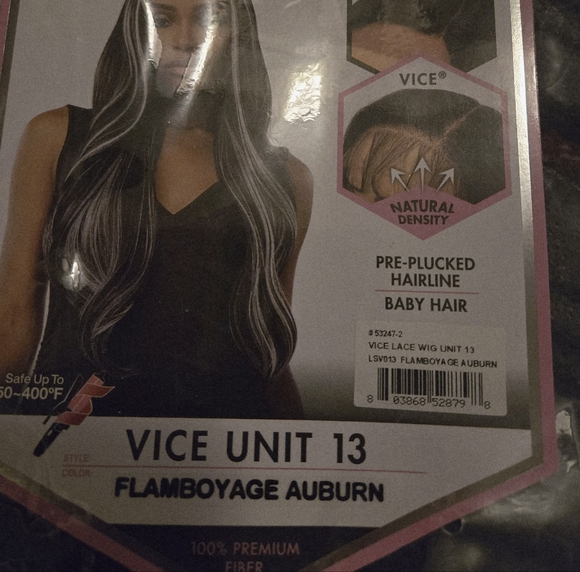 VICE®
NATURAL
DENSITY
PRE-PLUCKED
HAIRLINE
BABY HAIR
# 53247-2
VICE LACE WIG UNIT 13
LSV013 FLAMBOYAGE AUBURN
8 03868 52879 8
Safe Up To
50~400°F
STYLE:
VICE UNIT 13
COLOR:
FLAMBOYAGE AUBURN
100% PREMIUM
FIBER